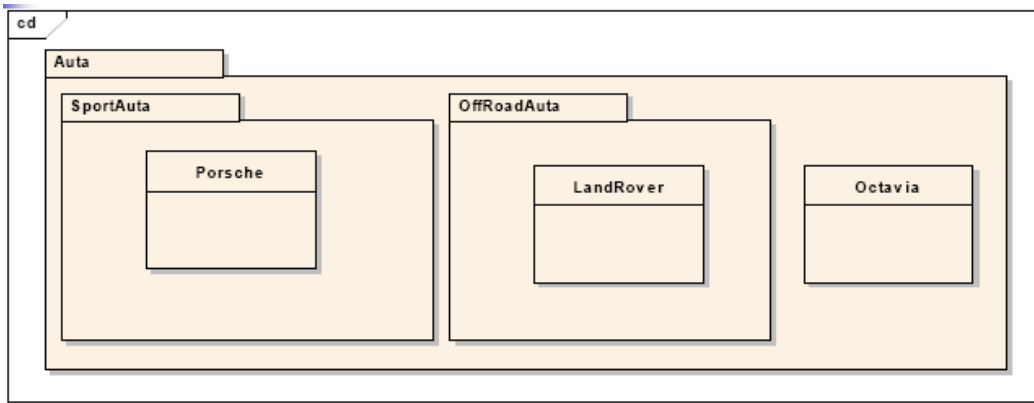 cd
Auta
SportAuta
OffRoadAuta
Porsche
LandRover
Octavia